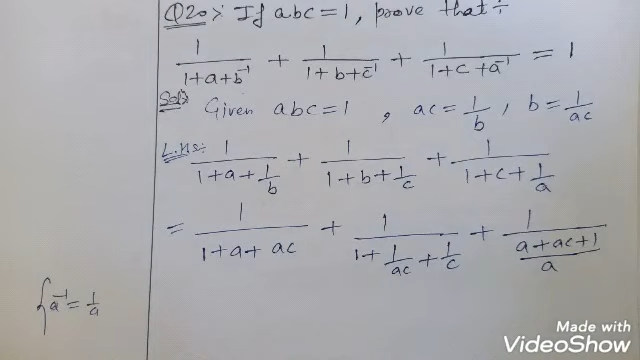 Q20:- If abc=1, prove that÷
1/(1+a+b⁻¹) + 1/(1+b+c⁻¹) + 1/(1+c+a⁻¹) = 1
Sol:) Given abc=1, ac=1/b, b=1/ac
L.HS÷ 1/(1+a+1/b) + 1/(1+b+1/c) + 1/(1+c+1/a)
= 1/(1+a+ac) + 1/(1+1/ac+1/c) + 1/((a+ac+1)/a)
{a⁻¹=1/a
Made with
VideoShow